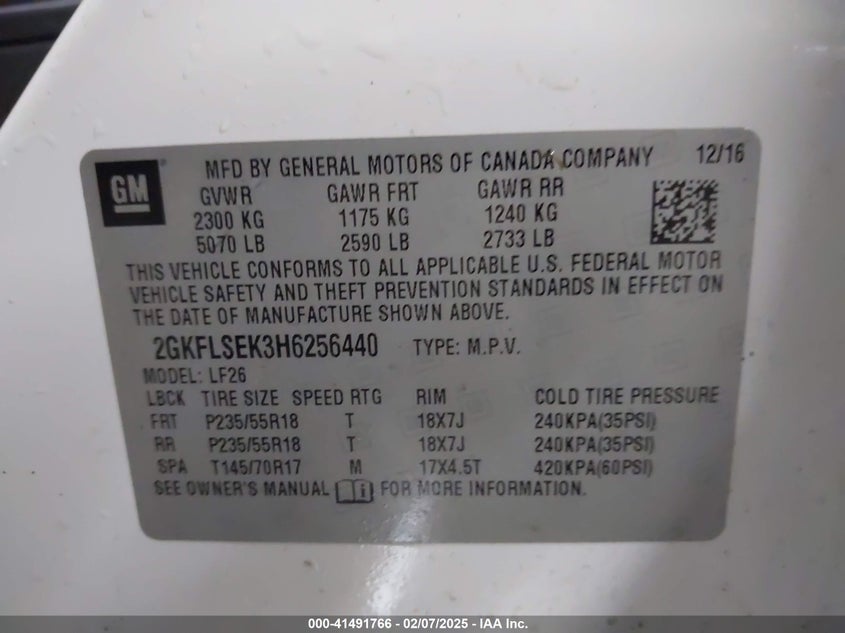 GM
MFD BY GENERAL MOTORS OF CANADA COMPANY 12/16
GVWR GAWR FRT GAWR RR
2300 KG 1175 KG 1240 KG
5070 LB 2590 LB 2733 LB
THIS VEHICLE CONFORMS TO ALL APPLICABLE U.S. FEDERAL MOTOR
VEHICLE SAFETY AND THEFT PREVENTION STANDARDS IN EFFECT ON
THE DATE OF MANUFACTURE SHOWN ABOVE.
2GKFLSEK3H6256440 TYPE: M.P.V.
MODEL: LF26
LBCK TIRE SIZE SPEED RTG RIM COLD TIRE PRESSURE
FRT P235/55R18 T 18X7J 240KPA(35PSI)
RR P235/55R18 T 18X7J 240KPA(35PSI)
SPA T145/70R17 M 17X4.5T 420KPA(60PSI)
SEE OWNER'S MANUAL FOR MORE INFORMATION.
000-41491766 - 02/07/2025 - IAA Inc.